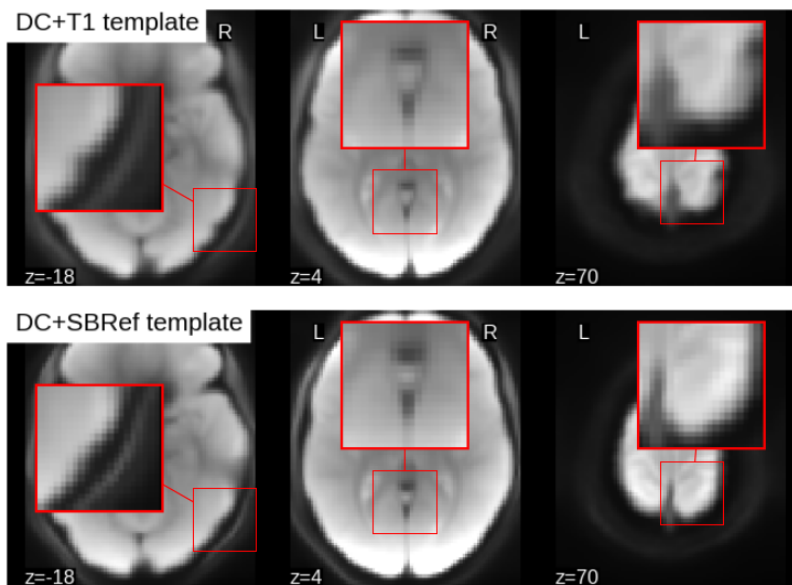 DC+T1 template
R
L
R
L
z=-18
z=4
z=70
DC+SBRef template
L
R
L
z=-18
z=4
z=70